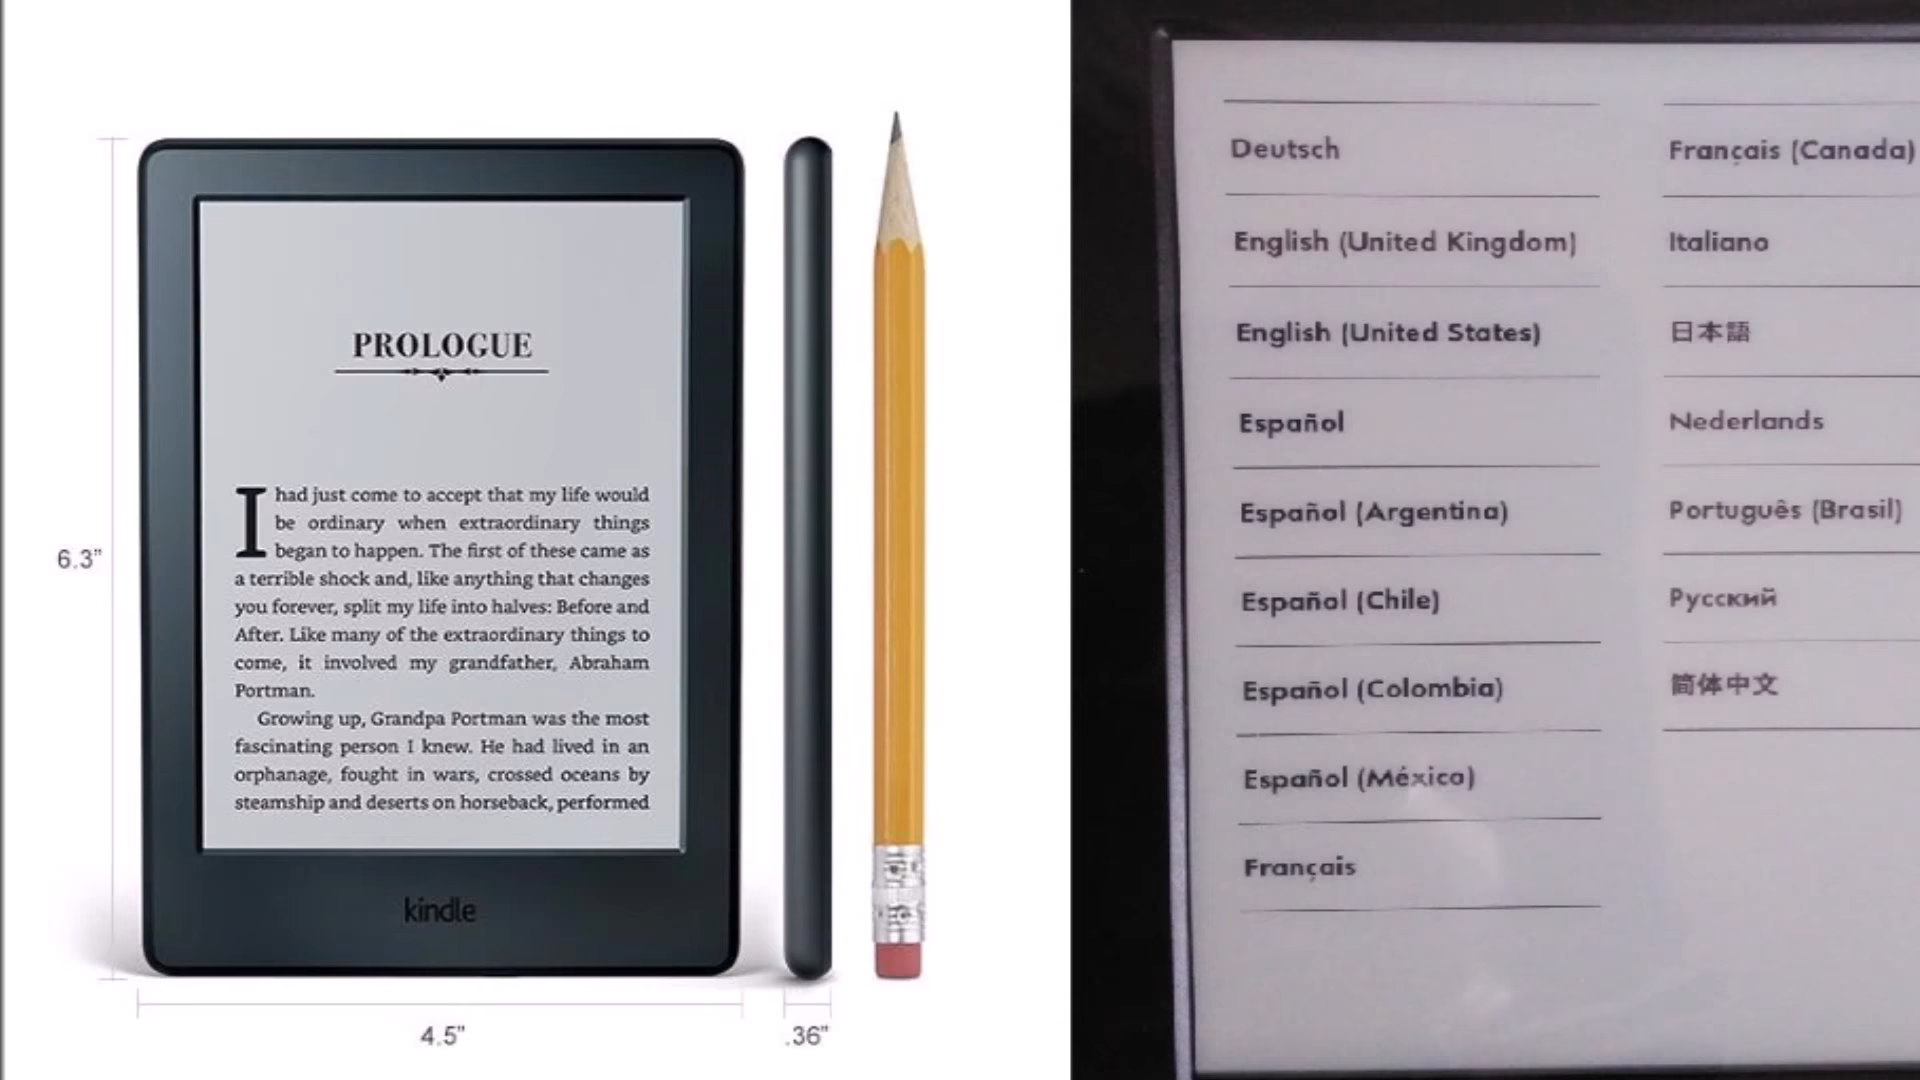 PROLOGUE
I had just come to accept that my life would
be ordinary when extraordinary things
began to happen. The first of these came as
a terrible shock and, like anything that changes
you forever, split my life into halves: Before and
After. Like many of the extraordinary things to
come, it involved my grandfather, Abraham
Portman.
Growing up, Grandpa Portman was the most
fascinating person I knew. He had lived in an
orphanage, fought in wars, crossed oceans by
steamship and deserts on horseback, performed
kindle
6.3”
4.5”
.36”
Deutsch
English (United Kingdom)
English (United States)
Español
Español (Argentina)
Español (Chile)
Español (Colombia)
Español (México)
Français
Français (Canada)
Italiano
日本語
Nederlands
Português (Brasil)
Русский
简体中文